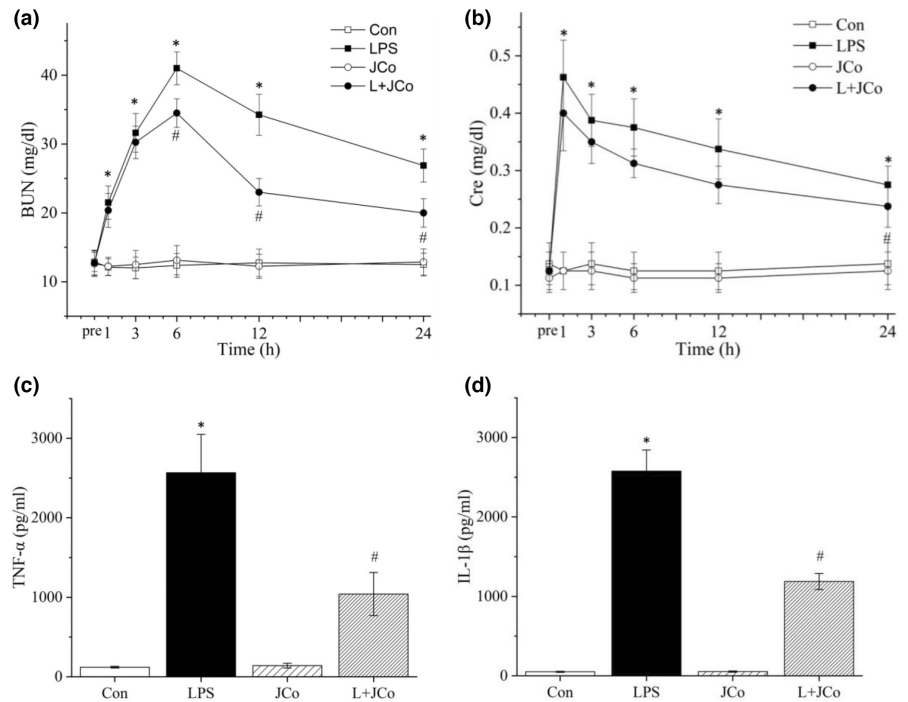 (a)
Con
LPS
JCo
L+JCo
40
30
20
10
BUN (mg/dl)
*
*
*
*
*
#
#
#
pre 1 3 6 12 24
Time (h)
(b)
Con
LPS
JCo
L+JCo
0.5
0.4
0.3
0.2
0.1
Cre (mg/dl)
*
*
*
*
*
#
pre 1 3 6 12 24
Time (h)
(c)
3000
2000
1000
0
TNF-α (pg/ml)
*
#
Con LPS JCo L+JCo
(d)
3000
2000
1000
0
IL-1β (pg/ml)
*
#
Con LPS JCo L+JCo